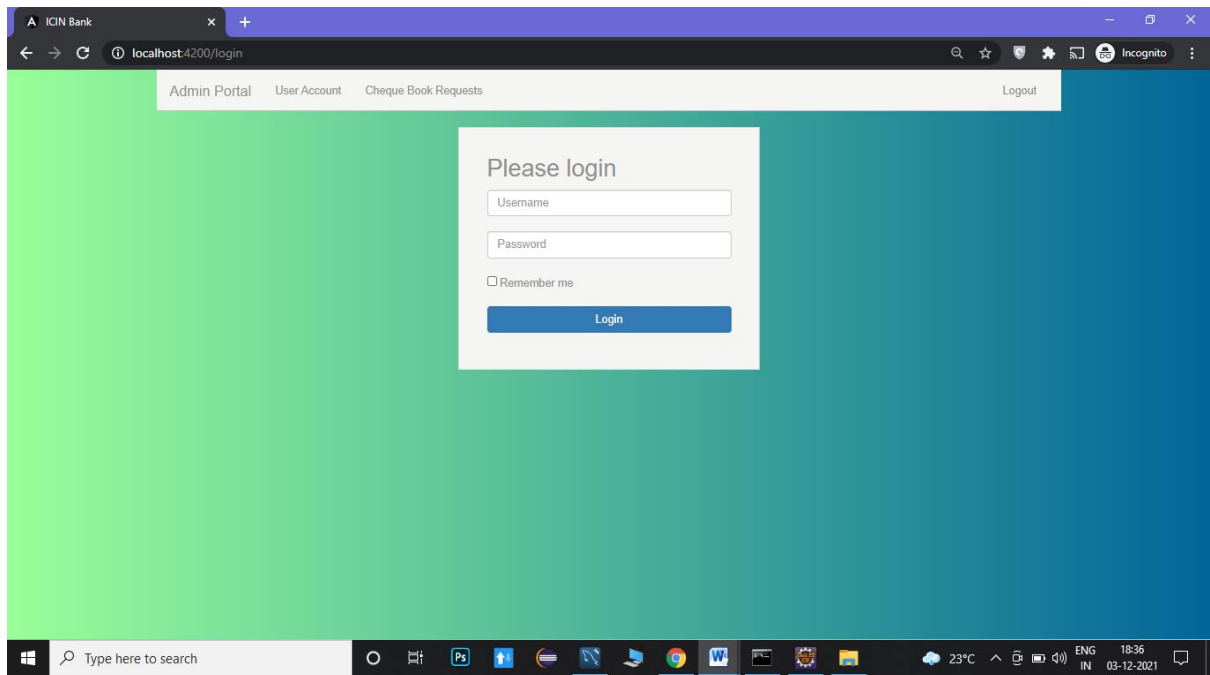 ICIN Bank
localhost:4200/login
Incognito
Admin Portal User Account Cheque Book Requests Logout
Please login
Username
Password
Remember me
Login
Type here to search
Ps
W
23°C
ENG 18:36
IN 03-12-2021